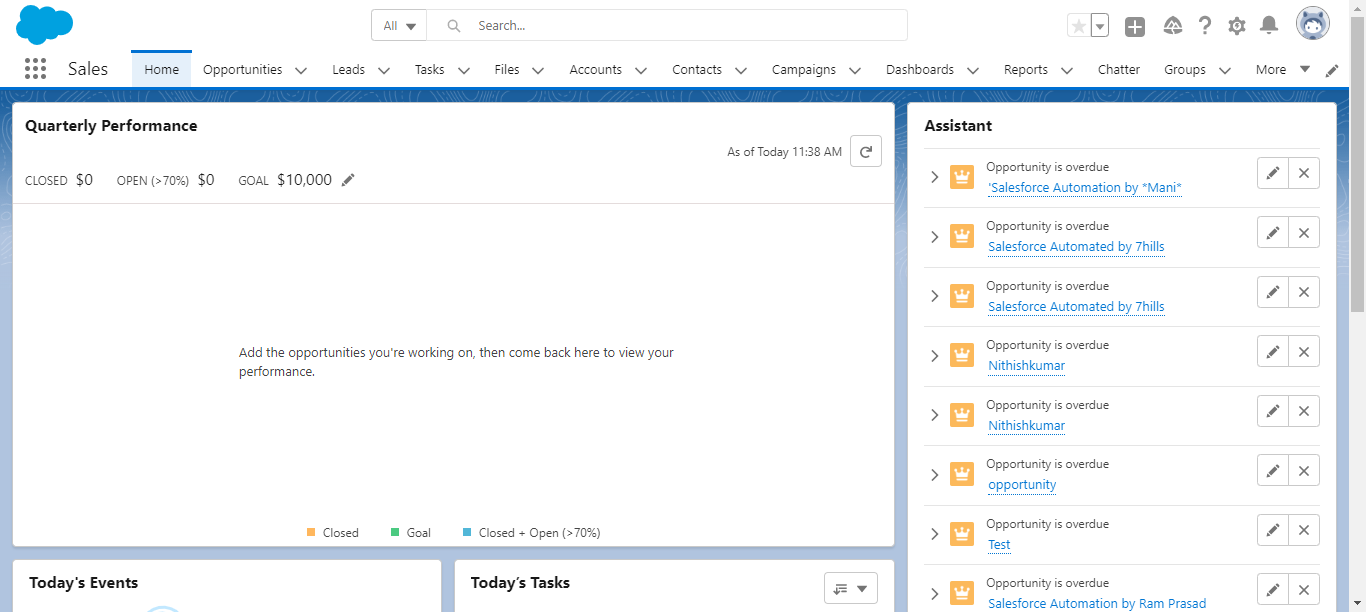 All
Search...
Sales
Home
Opportunities
Leads
Tasks
Files
Accounts
Contacts
Campaigns
Dashboards
Reports
Chatter
Groups
More
Quarterly Performance
As of Today 11:38 AM
CLOSED $0 OPEN (>70%) $0 GOAL $10,000
Add the opportunities you're working on, then come back here to view your
performance.
Closed
Goal
Closed + Open (>70%)
Today's Events
Today's Tasks
Assistant
Opportunity is overdue
'Salesforce Automation by *Mani*
Opportunity is overdue
Salesforce Automated by 7hills
Opportunity is overdue
Salesforce Automated by 7hills
Opportunity is overdue
Nithishkumar
Opportunity is overdue
Nithishkumar
Opportunity is overdue
opportunity
Opportunity is overdue
Test
Opportunity is overdue
Salesforce Automation by Ram Prasad